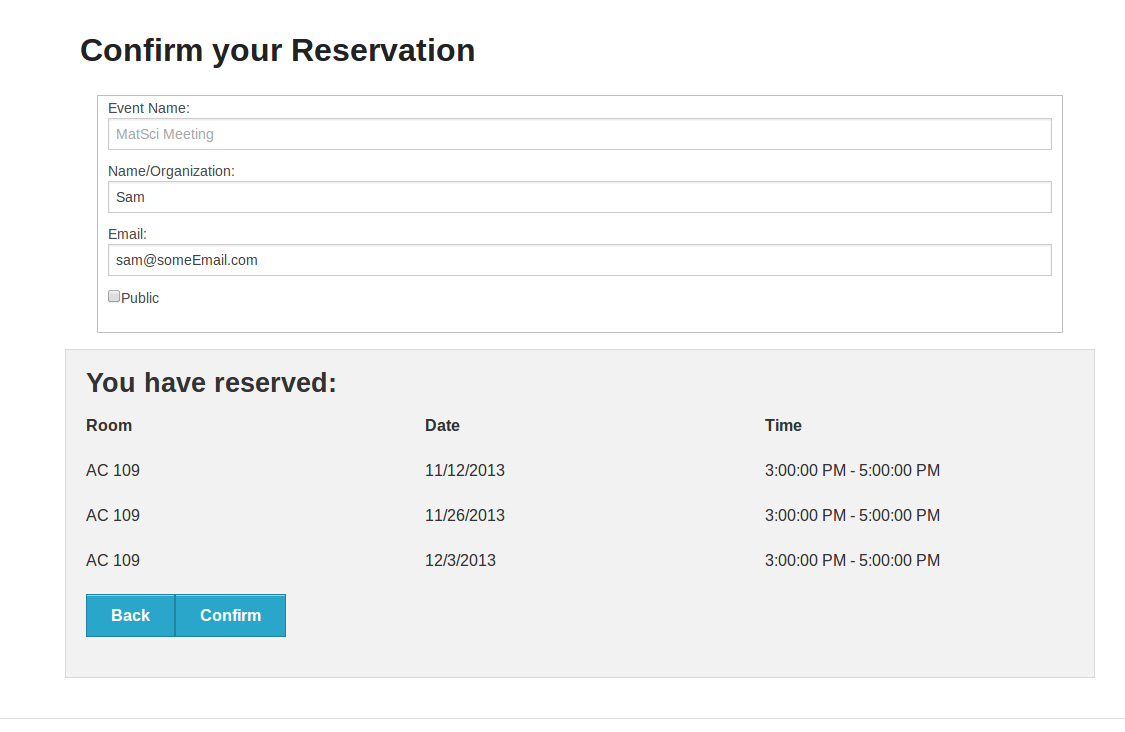 Confirm your Reservation
Event Name:
MatSci Meeting
Name/Organization:
Sam
Email:
sam@someEmail.com
Public
You have reserved:
Room Date Time
AC 109 11/12/2013 3:00:00 PM - 5:00:00 PM
AC 109 11/26/2013 3:00:00 PM - 5:00:00 PM
AC 109 12/3/2013 3:00:00 PM - 5:00:00 PM
Back Confirm